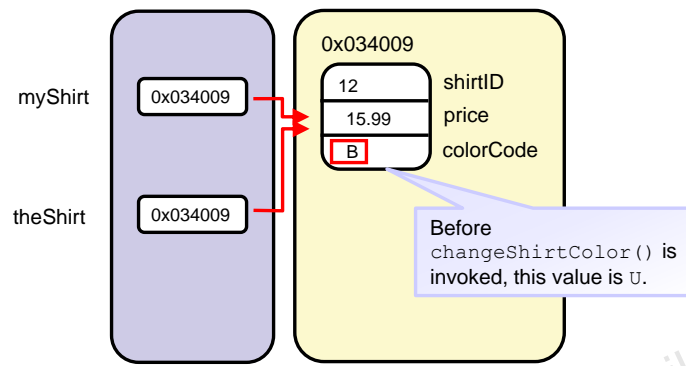 0x034009
myShirt
0x034009
12
shirtID
15.99
price
B
colorCode
theShirt
0x034009
Before
changeShirtColor() is
invoked, this value is U.